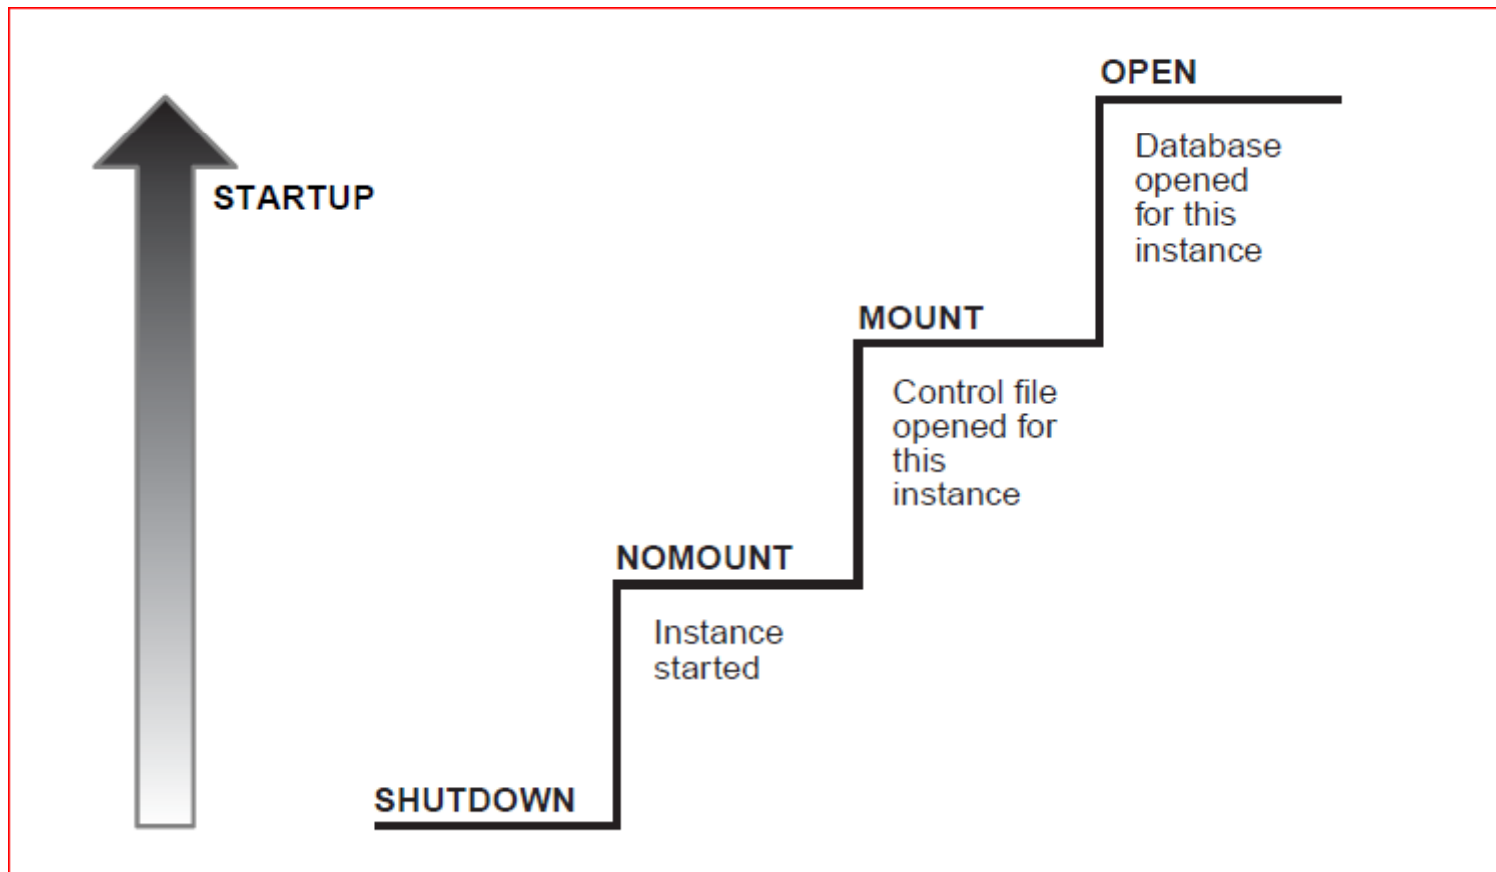 OPEN
Database
opened
for this
instance
STARTUP
MOUNT
Control file
opened for
this
instance
NOMOUNT
Instance
started
SHUTDOWN